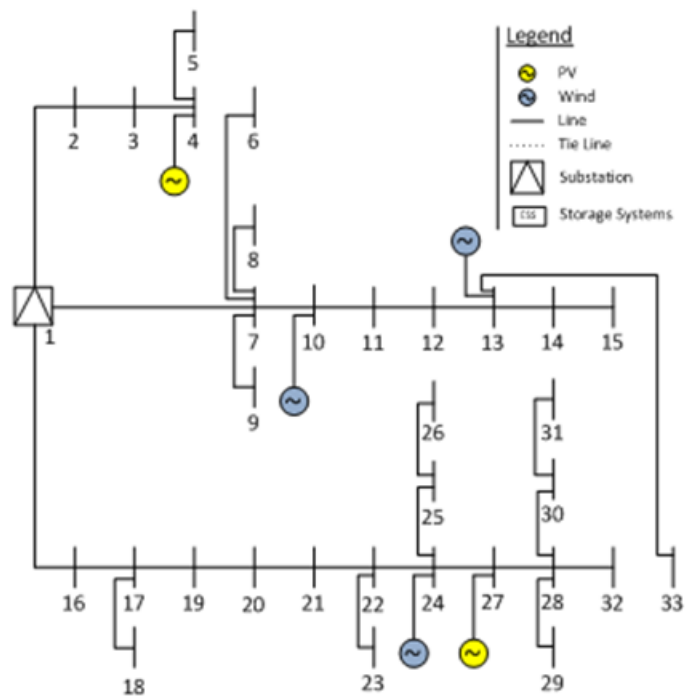 Legend
PV
Wind
Line
Tie Line
Substation
CSS Storage Systems
5
2 3 4 6
8
1 7 10 11 12 13 14 15
9
26 31
25 30
16 17 19 20 21 22 24 27 28 32 33
18 23 29